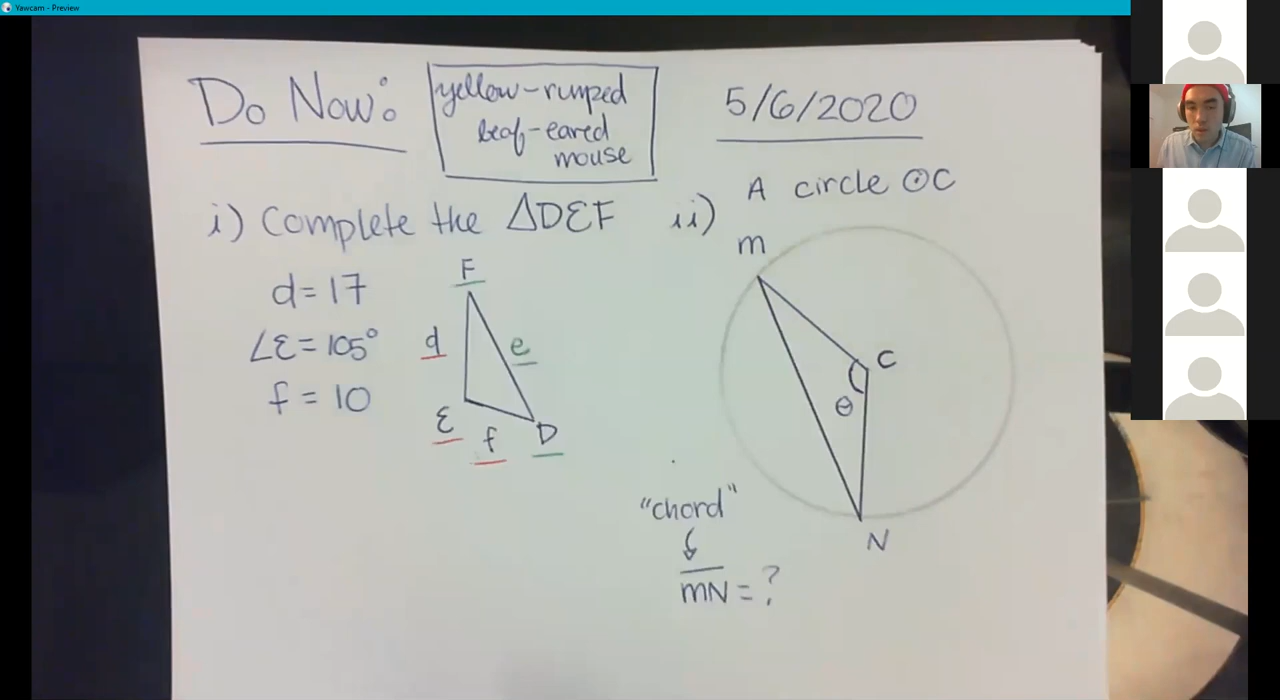 Yawcam - Preview
Do Now:
yellow-rumped
leaf-eared
mouse
5/6/2020
i) Complete the △DEF
d = 17
∠E = 105°
f = 10
F
d
e
E
f
D
ii) A circle ⊙C
M
C
θ
N
"chord"
MN = ?